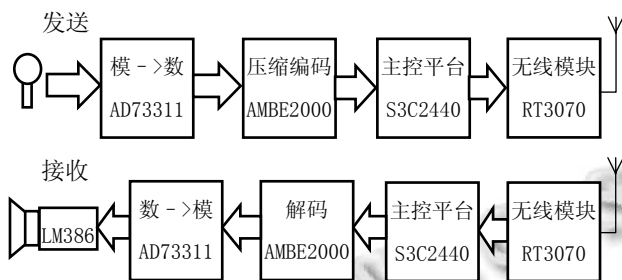 发送
模->数
AD73311
压缩编码
AMBE2000
主控平台
S3C2440
无线模块
RT3070
接收
LM386
数->模
AD73311
解码
AMBE2000
主控平台
S3C2440
无线模块
RT3070